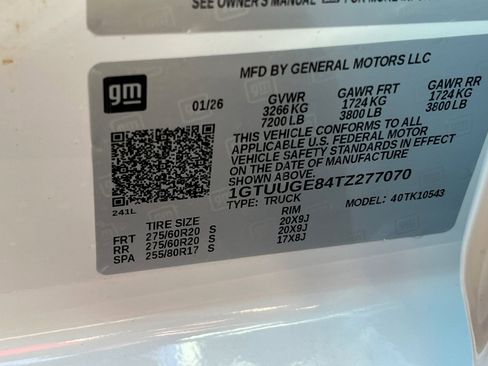 SEE OWNER'S MANUAL
MFD BY GENERAL MOTORS LLC
gm
01/26
GVWR GAWR FRT GAWR RR
3266 KG 1724 KG 1724 KG
7200 LB 3800 LB 3800 LB
THIS VEHICLE CONFORMS TO ALL
APPLICABLE U.S. FEDERAL MOTOR
VEHICLE SAFETY STANDARDS IN EFFECT
ON THE DATE OF MANUFACTURE
SHOWN ABOVE.
1GTUUGE84TZ277070
TYPE: TRUCK MODEL: 40TK10543
241L
TIRE SIZE RIM
FRT 275/60R20 S 20X9J
RR 275/60R20 S 20X9J
SPA 255/80R17 S 17X8J